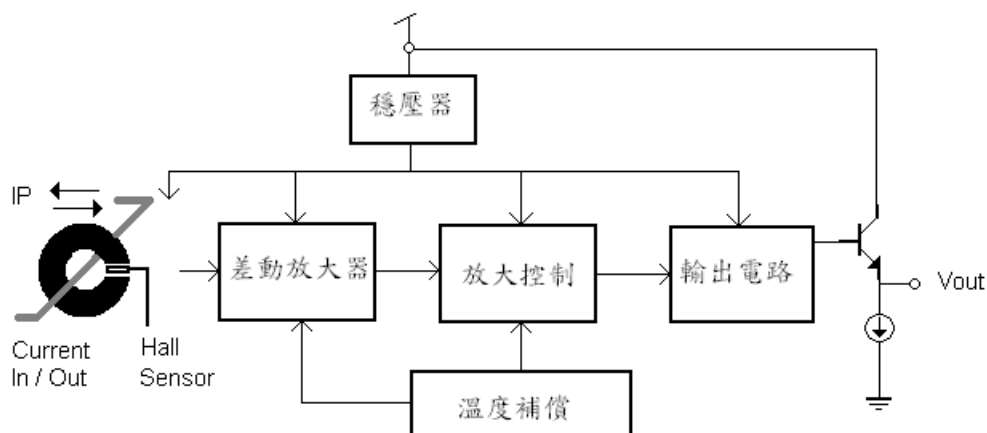 穩壓器
IP
差動放大器
放大控制
輸出電路
Vout
Current
In / Out
Hall
Sensor
溫度補償